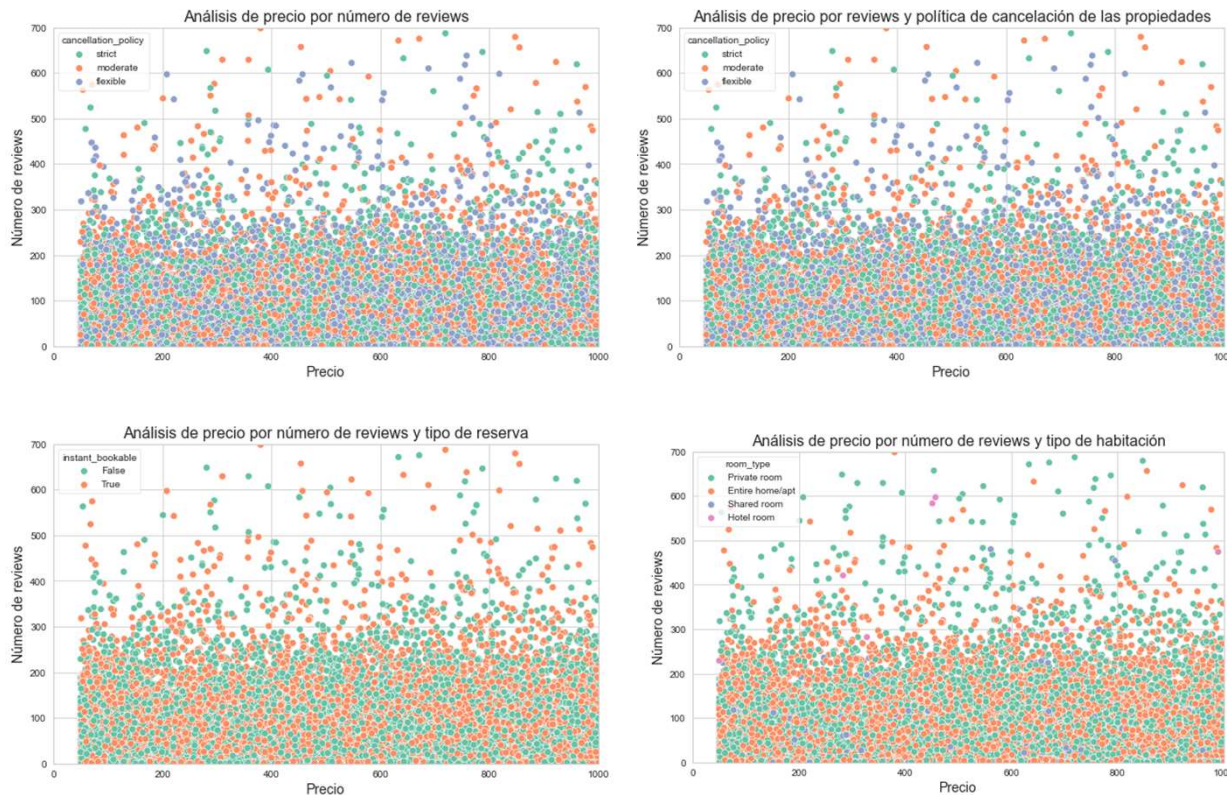 Análisis de precio por número de reviews
cancellation_policy
strict
moderate
flexible
Número de reviews
700
600
500
400
300
200
100
0
0
200
400
600
800
1000
Precio
Análisis de precio por reviews y política de cancelación de las propiedades
cancellation_policy
strict
moderate
flexible
Número de reviews
700
600
500
400
300
200
100
0
0
200
400
600
800
100
Precio
Análisis de precio por número de reviews y tipo de reserva
instant_bookable
False
True
Número de reviews
700
600
500
400
300
200
100
0
0
200
400
600
800
1000
Precio
Análisis de precio por número de reviews y tipo de habitación
room_type
Private room
Entire home/apt
Shared room
Hotel room
Número de reviews
700
600
500
400
300
200
100
0
200
400
600
800
100
Precio